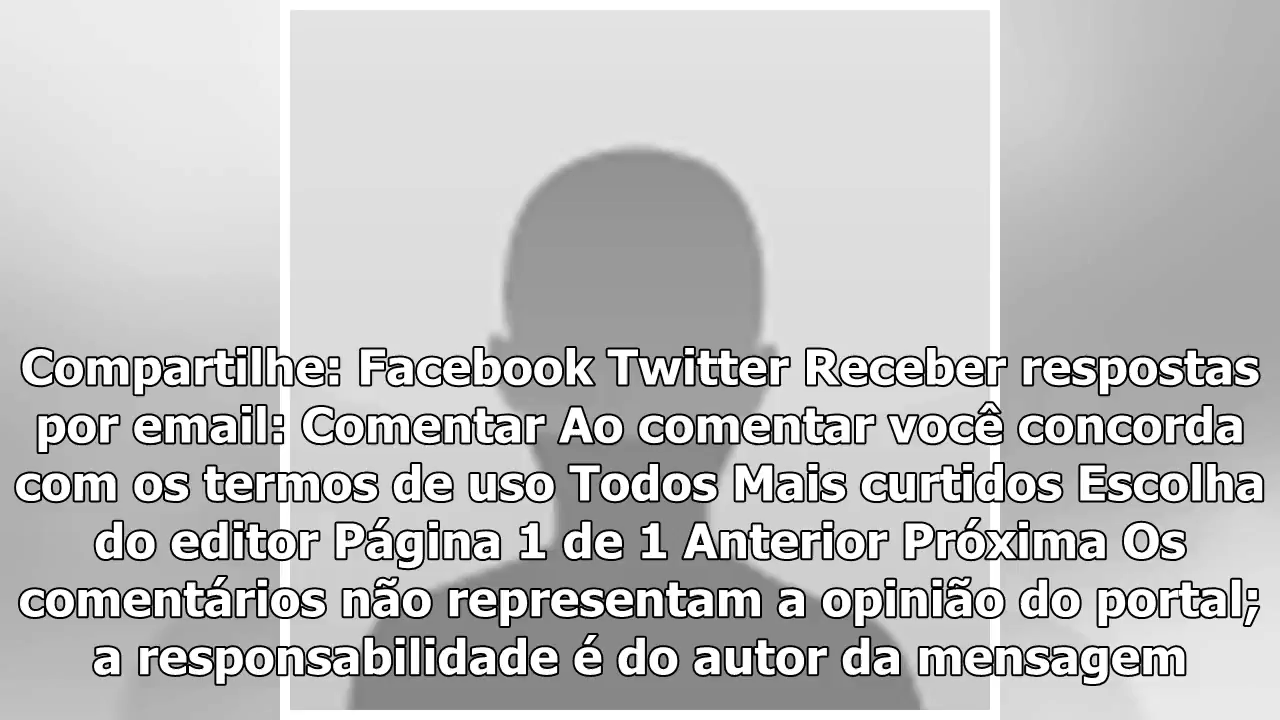 Compartilhe: Facebook Twitter Receber respostas
por email: Comentar Ao comentar você concorda
com os termos de uso Todos Mais curtidos Escolha
do editor Página 1 de 1 Anterior Próxima Os
comentários não representam a opinião do portal;
a responsabilidade é do autor da mensagem